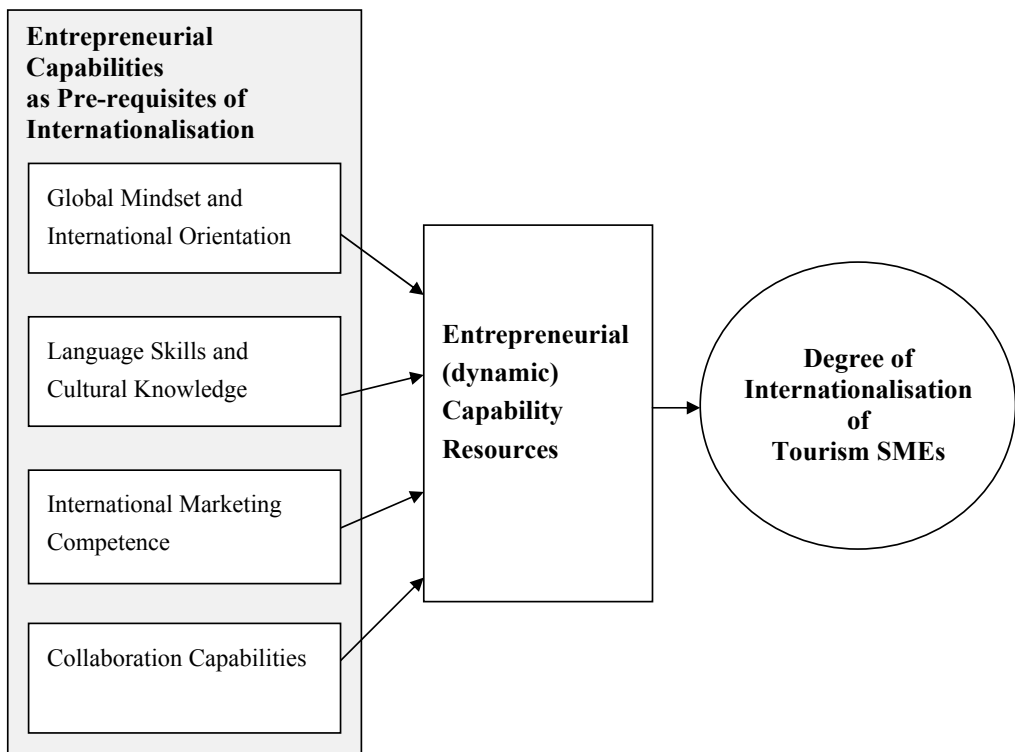 Entrepreneurial
Capabilities
as Pre-requisites of
Internationalisation
Global Mindset and
International Orientation
Language Skills and
Cultural Knowledge
International Marketing
Competence
Collaboration Capabilities
Entrepreneurial
(dynamic)
Capability
Resources
Degree of
Internationalisation
of
Tourism SMEs